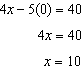 4x − 5(0) = 40
4x = 40
x = 10